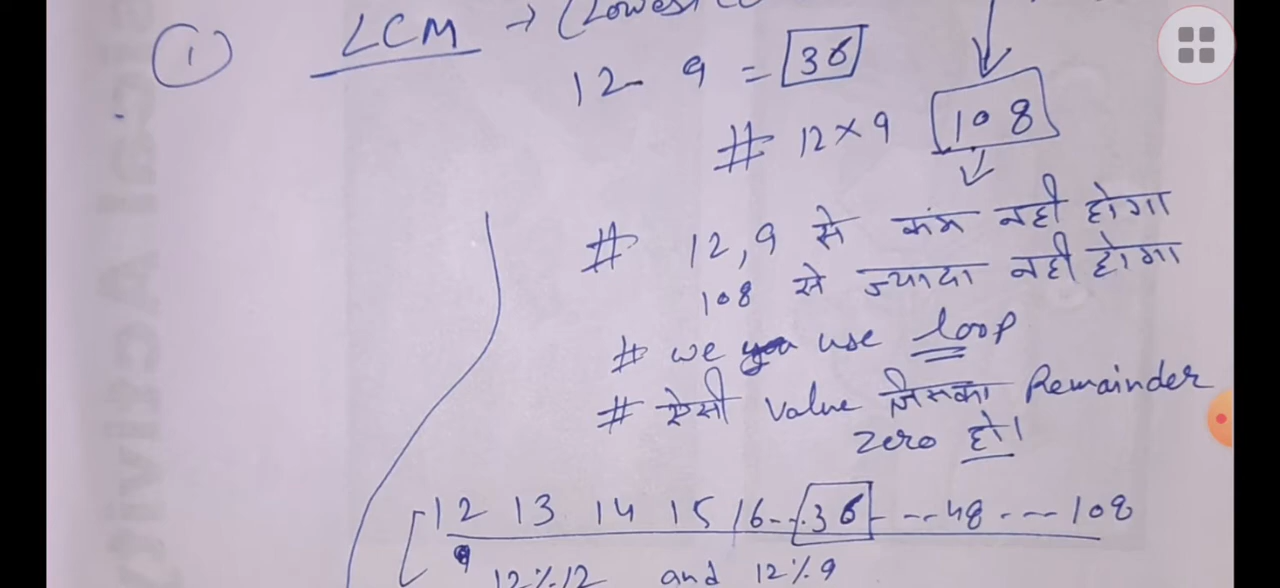 ① LCM → (Lowest
12 - 9 = 36
# 12 × 9 108
# 12, 9 से कम नही होगा
108 से ज्यादा नही होगा
# we use loop
# ऐसी value जिसका Remainder
zero हो।
12 13 14 15 16 -- 36 - -- 48 --- 108
9
12%12 and 12%9